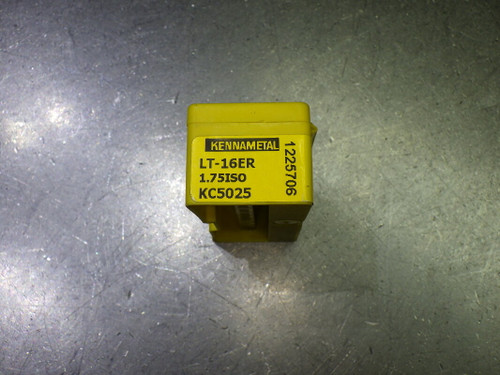 KENNAMETAL
LT-16ER
1.75ISO
KC5025
1225706